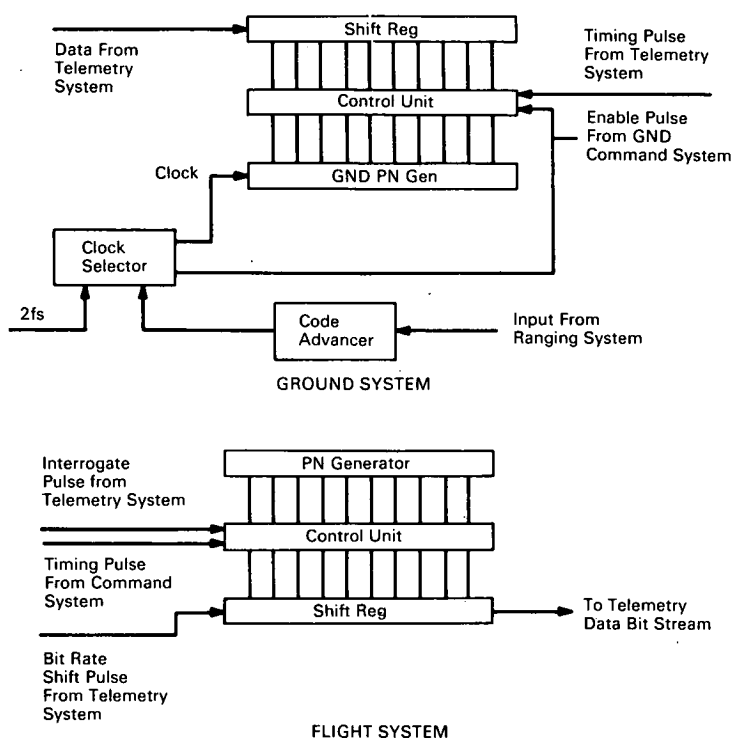 Shift Reg
Data From
Telemetry
System
Timing Pulse
From Telemetry
System
Control Unit
Enable Pulse
From GND
Command System
Clock
GND PN Gen
Clock
Selector
2fs
Code
Advancer
Input From
Ranging System
GROUND SYSTEM
Interrogate
Pulse from
Telemetry System
PN Generator
Control Unit
Timing Pulse
From Command
System
Shift Reg
To Telemetry
Data Bit Stream
Bit Rate
Shift Pulse
From Telemetry
System
FLIGHT SYSTEM